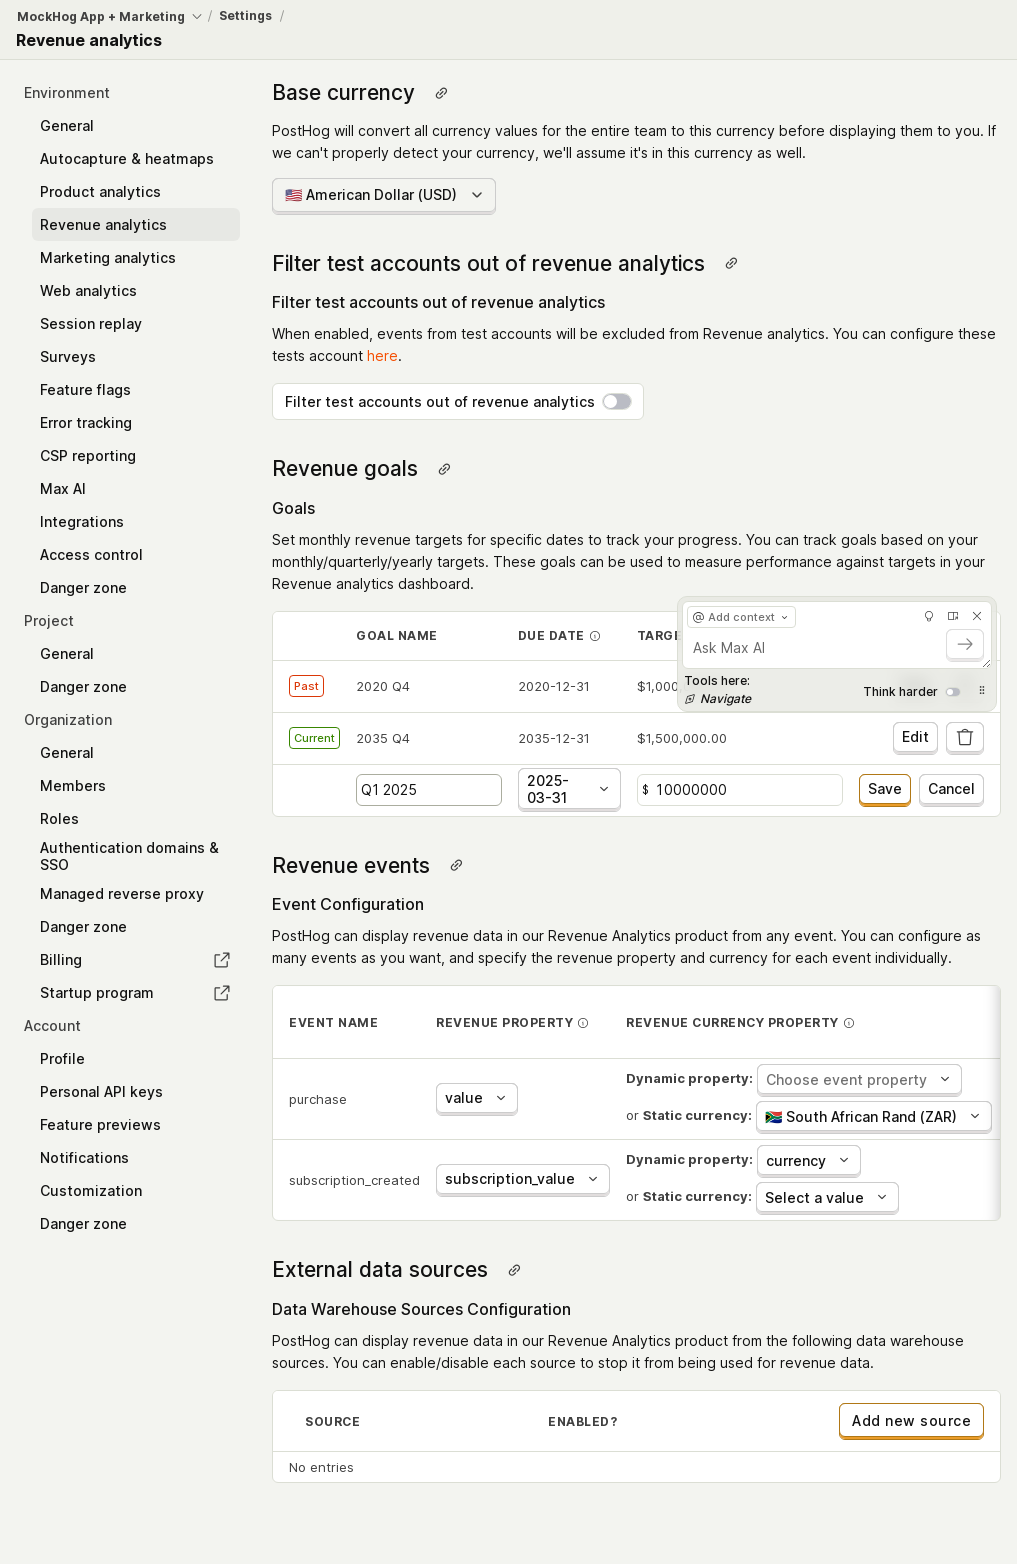 MockHog App + Marketing / Settings /
Revenue analytics
Environment
General
Autocapture & heatmaps
Product analytics
Revenue analytics
Marketing analytics
Web analytics
Session replay
Surveys
Feature flags
Error tracking
CSP reporting
Max AI
Integrations
Access control
Danger zone
Project
General
Danger zone
Organization
General
Members
Roles
Authentication domains &
SSO
Managed reverse proxy
Danger zone
Billing
Startup program
Account
Profile
Personal API keys
Feature previews
Notifications
Customization
Danger zone
Base currency
PostHog will convert all currency values for the entire team to this currency before displaying them to you. If
we can't properly detect your currency, we'll assume it's in this currency as well.
🇺🇸 American Dollar (USD)
Filter test accounts out of revenue analytics
Filter test accounts out of revenue analytics
When enabled, events from test accounts will be excluded from Revenue analytics. You can configure these
tests account here.
Filter test accounts out of revenue analytics
Revenue goals
Goals
Set monthly revenue targets for specific dates to track your progress. You can track goals based on your
monthly/quarterly/yearly targets. These goals can be used to measure performance against targets in your
Revenue analytics dashboard.
GOAL NAME DUE DATE
Past 2020 Q4 2020-12-31
Current 2035 Q4 2035-12-31 $1,500,000.00 Edit
Q1 2025 2025-
03-31 $ 10000000 Save Cancel
@ Add context
Ask Max AI
Tools here:
Navigate
Think harder
Revenue events
Event Configuration
PostHog can display revenue data in our Revenue Analytics product from any event. You can configure as
many events as you want, and specify the revenue property and currency for each event individually.
EVENT NAME REVENUE PROPERTY REVENUE CURRENCY PROPERTY
purchase value Dynamic property: Choose event property
or Static currency: 🇿🇦 South African Rand (ZAR)
subscription_created subscription_value Dynamic property: currency
or Static currency: Select a value
External data sources
Data Warehouse Sources Configuration
PostHog can display revenue data in our Revenue Analytics product from the following data warehouse
sources. You can enable/disable each source to stop it from being used for revenue data.
SOURCE ENABLED? Add new source
No entries